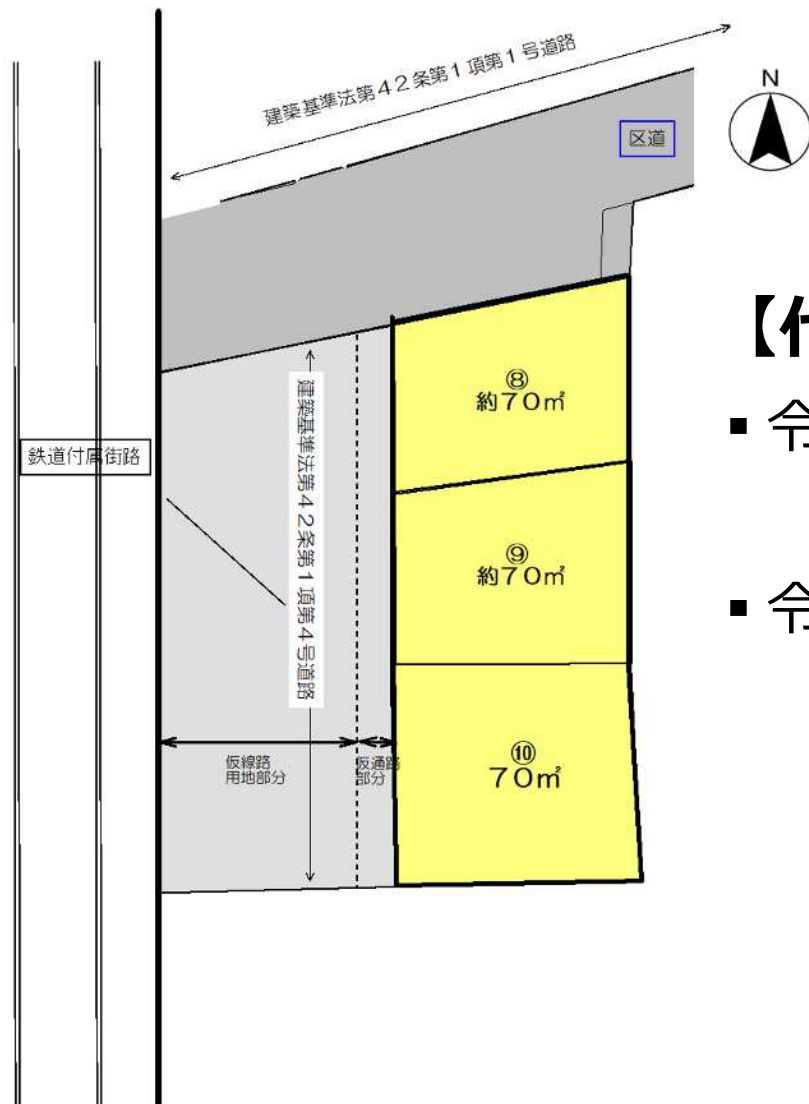 建築基準法第42条第1項第1号道路
N
区道
【代
⑧
約70㎡
▪ 令
鉄道付属街路
建築基準法第42条第1項第4号道路
⑨
約70㎡
▪ 令
仮線路
用地部分
仮通路
部分
⑩
70㎡